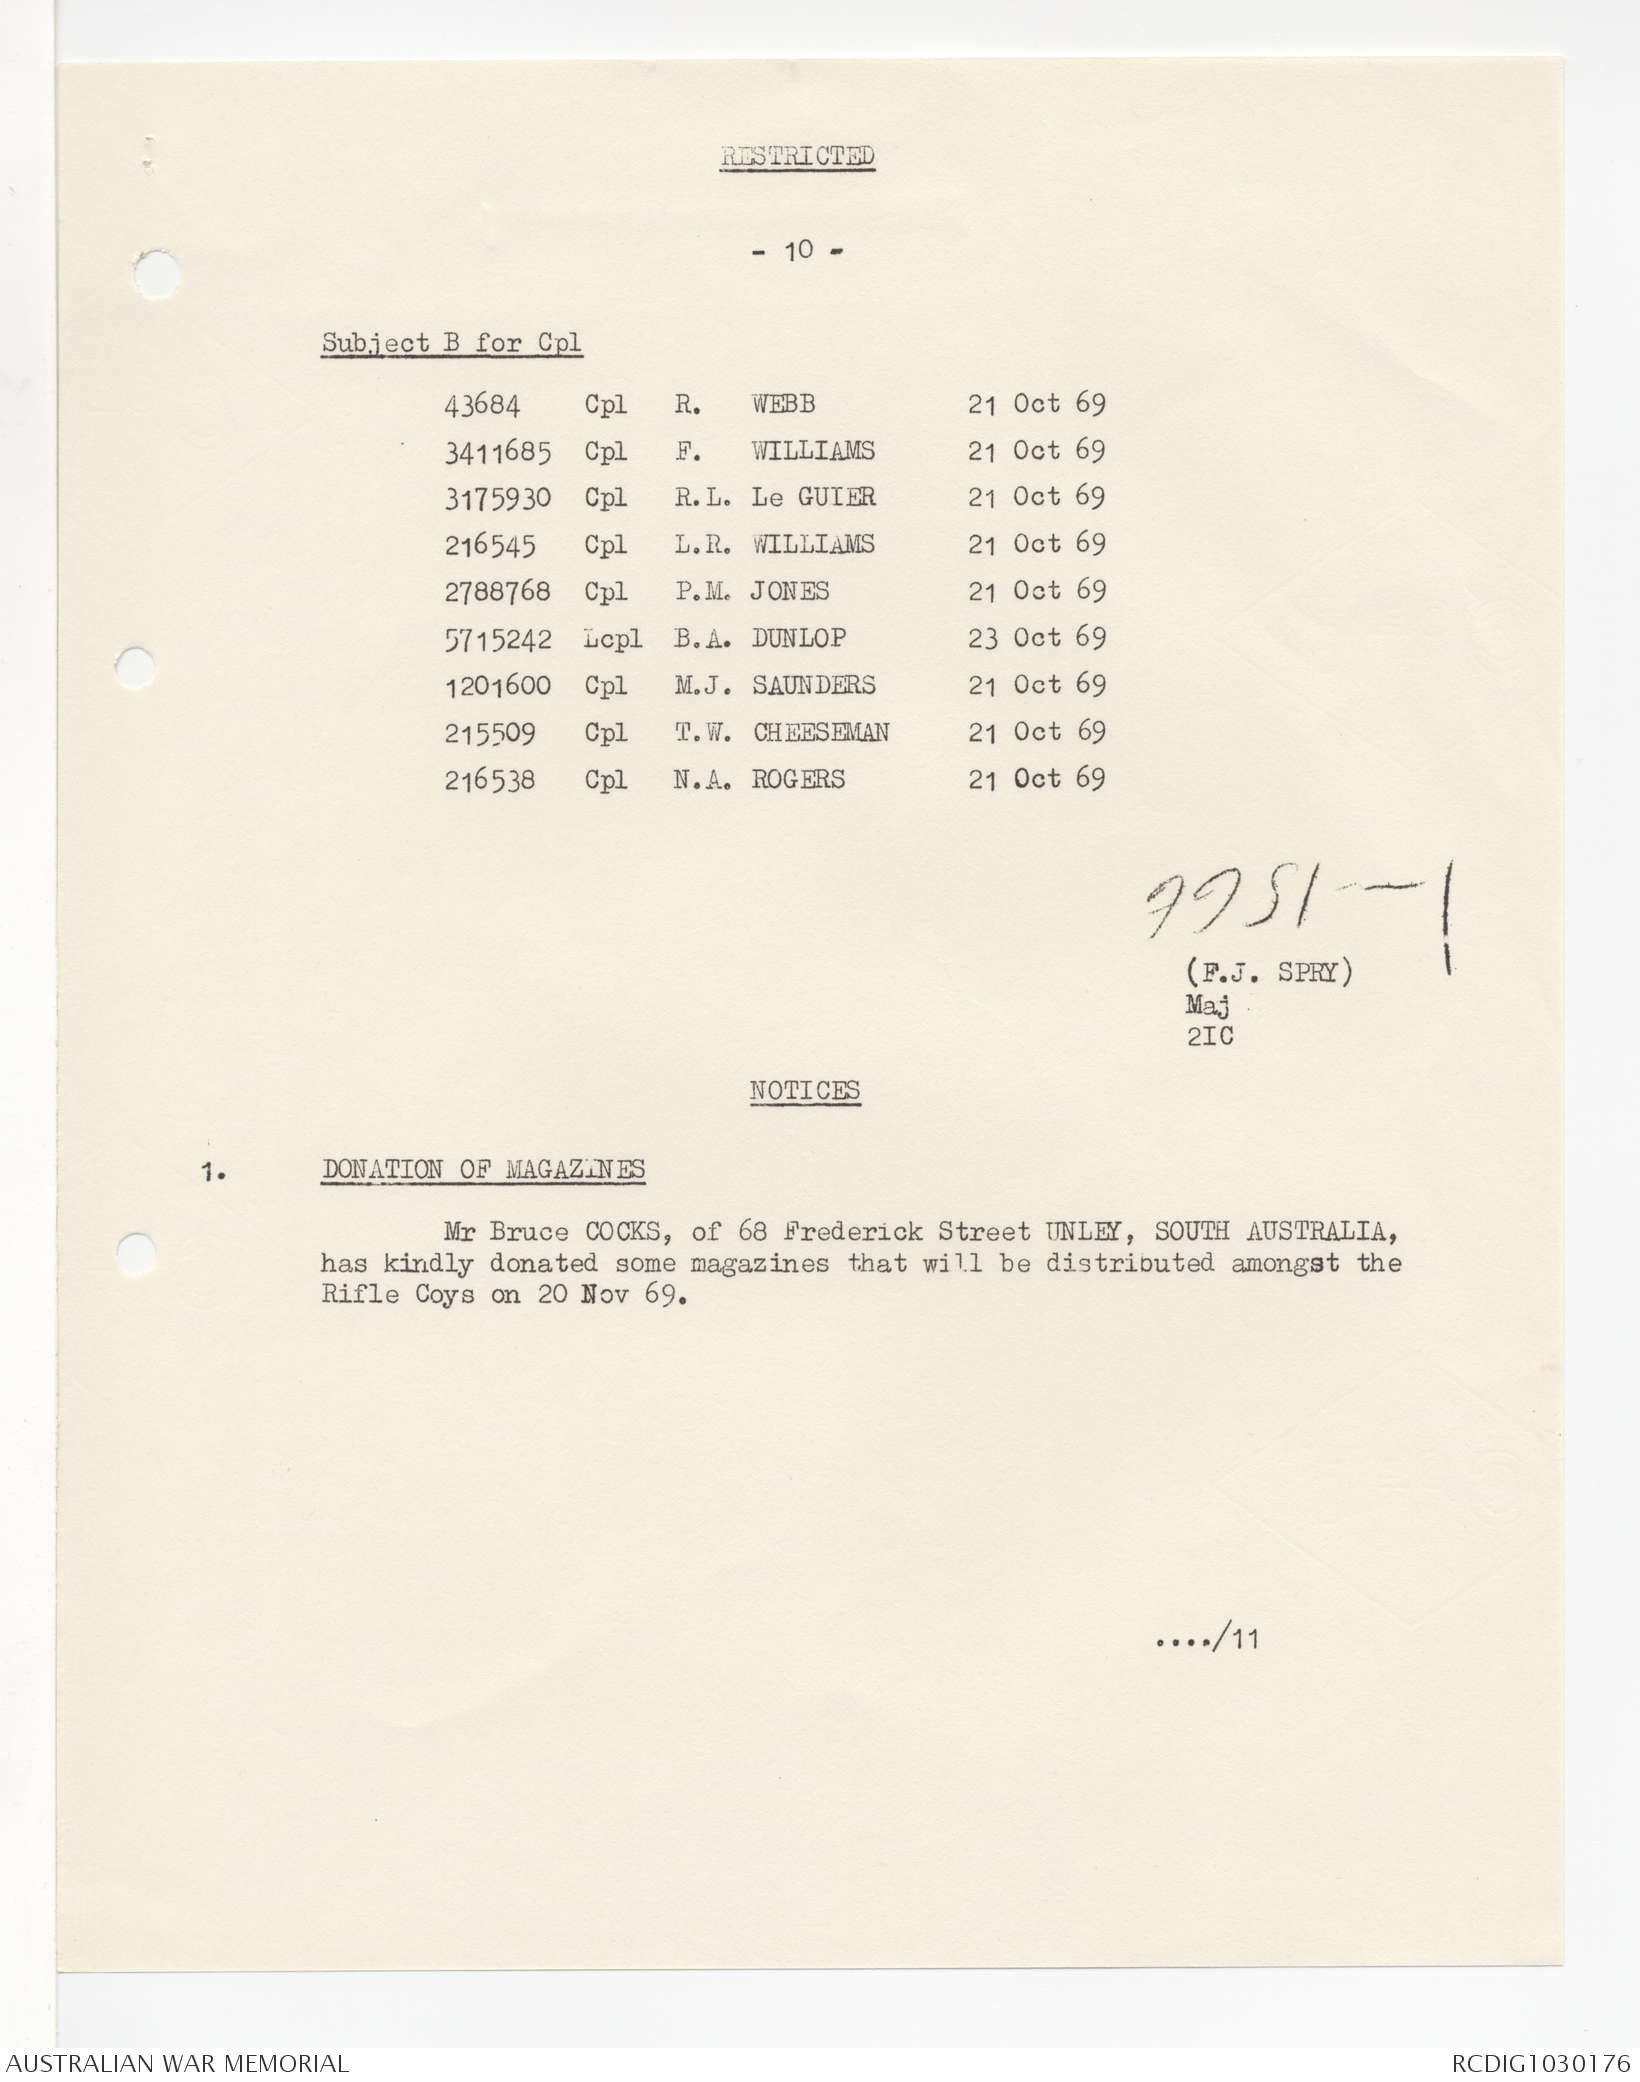 RESTRICTED
- 10 -
Subject B for Cpl
43684 Cpl R. WEBB 21 Oct 69
3411685 Cpl F. WILLIAMS 21 Oct 69
3175930 Cpl R.L. Le GUIER 21 Oct 69
216545 Cpl L.R. WILLIAMS 21 Oct 69
2788768 Cpl P.M. JONES 21 Oct 69
5715242 Lcpl B.A. DUNLOP 23 Oct 69
1201600 Cpl M.J. SAUNDERS 21 Oct 69
215509 Cpl T.W. CHEESEMAN 21 Oct 69
216538 Cpl N.A. ROGERS 21 Oct 69
(F.J. SPRY)
Maj
2IC
NOTICES
1. DONATION OF MAGAZINES
Mr Bruce COCKS, of 68 Frederick Street UNLEY, SOUTH AUSTRALIA,
has kindly donated some magazines that will be distributed amongst the
Rifle Coys on 20 Nov 69.
..../11
AUSTRALIAN WAR MEMORIAL
RCDIG1030176